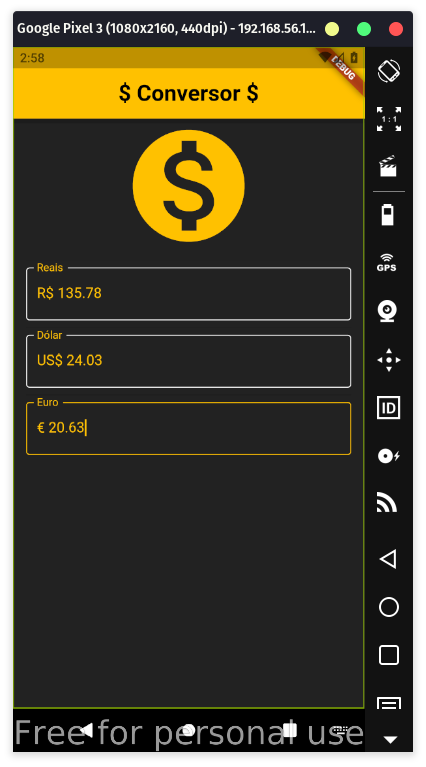 Google Pixel 3 (1080x2160, 440dpi) - 192.168.56.1...
2:58
DEBUG
$ Conversor $
$
1:1
Reais
R$ 135.78
Dólar
US$ 24.03
GPS
Euro
€ 20.63
ID
Free for personal use